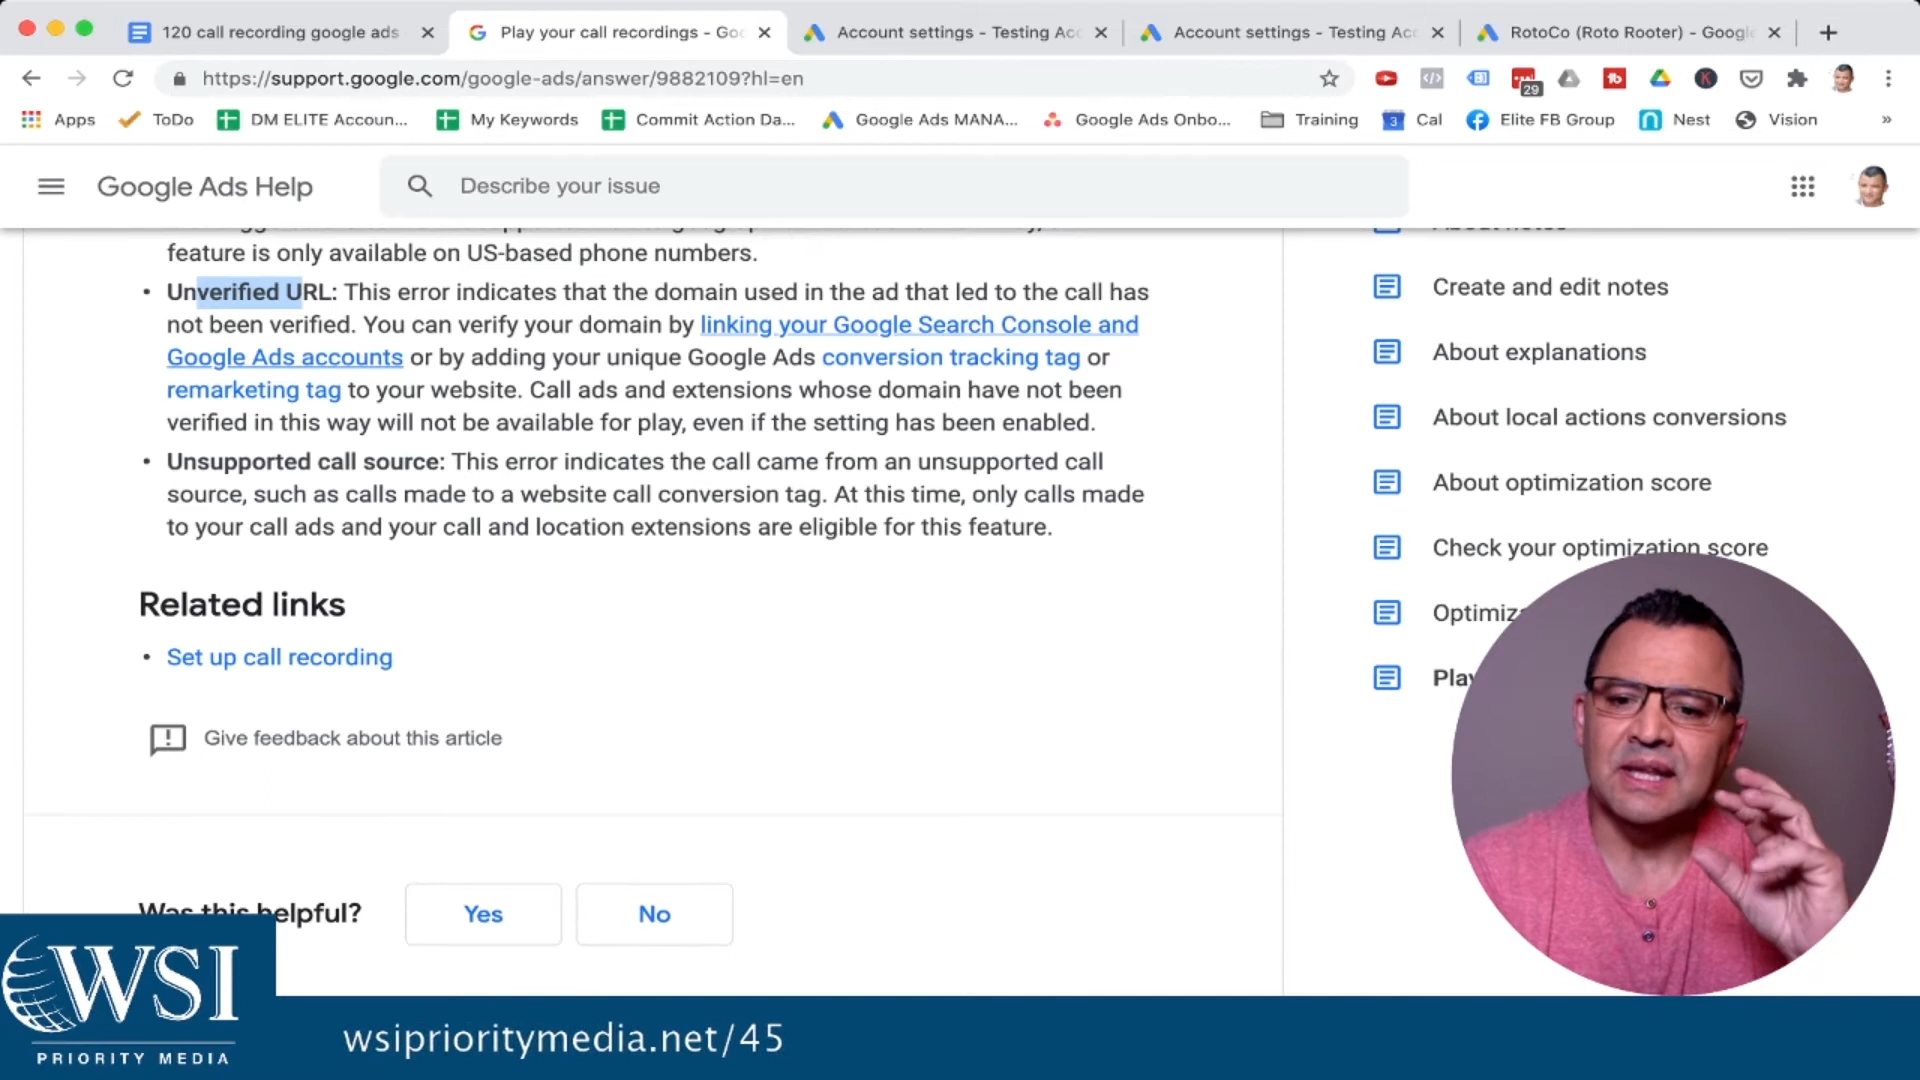 120 call recording google ads
Play your call recordings - Goo
Account settings - Testing Acc
Account settings - Testing Acc
RotoCo (Roto Rooter) - Google
https://support.google.com/google-ads/answer/9882109?hl=en
29
Apps
ToDo
DM ELITE Accoun...
My Keywords
Commit Action Da...
Google Ads MANA...
Google Ads Onbo...
Training
3
Cal
Elite FB Group
Nest
Vision
»
Google Ads Help
Describe your issue
feature is only available on US-based phone numbers.
• Unverified URL: This error indicates that the domain used in the ad that led to the call has
not been verified. You can verify your domain by linking your Google Search Console and
Google Ads accounts or by adding your unique Google Ads conversion tracking tag or
remarketing tag to your website. Call ads and extensions whose domain have not been
verified in this way will not be available for play, even if the setting has been enabled.
• Unsupported call source: This error indicates the call came from an unsupported call
source, such as calls made to a website call conversion tag. At this time, only calls made
to your call ads and your call and location extensions are eligible for this feature.
Related links
• Set up call recording
Give feedback about this article
Was this helpful?
Yes
No
About notes
Create and edit notes
About explanations
About local actions conversions
About optimization score
Check your optimization score
Optimiz
Play
WSI
PRIORITY MEDIA
wsiprioritymedia.net/45